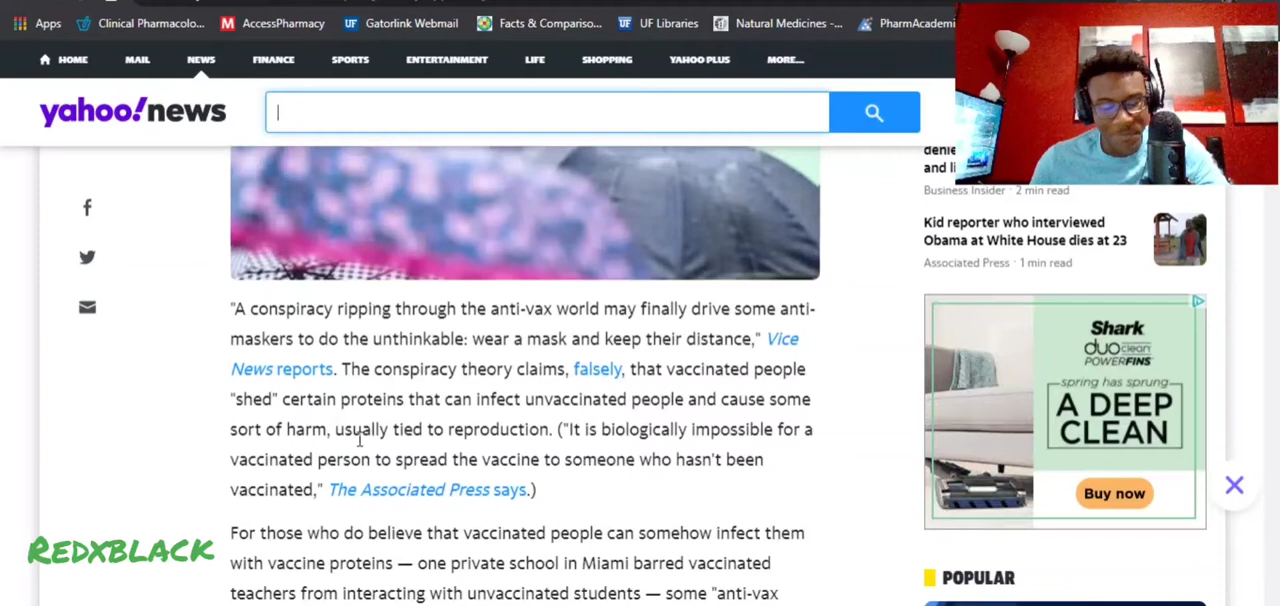 Apps Clinical Pharmacolo... M AccessPharmacy UF Gatorlink Webmail Facts & Compariso... UF UF Libraries Natural Medicines -... PharmAcademi
HOME MAIL NEWS FINANCE SPORTS ENTERTAINMENT LIFE SHOPPING YAHOO PLUS MORE...
yahoo!news
denie
and li
Business Insider · 2 min read
Kid reporter who interviewed
Obama at White House dies at 23
Associated Press · 1 min read
"A conspiracy ripping through the anti-vax world may finally drive some anti-
maskers to do the unthinkable: wear a mask and keep their distance," Vice
News reports. The conspiracy theory claims, falsely, that vaccinated people
"shed" certain proteins that can infect unvaccinated people and cause some
sort of harm, usually tied to reproduction. ("It is biologically impossible for a
vaccinated person to spread the vaccine to someone who hasn't been
vaccinated," The Associated Press says.)
For those who do believe that vaccinated people can somehow infect them
with vaccine proteins — one private school in Miami barred vaccinated
teachers from interacting with unvaccinated students — some "anti-vax
Shark
duoclean
POWERFINS
spring has sprung
A DEEP
CLEAN
Buy now
POPULAR
REDXBLACK